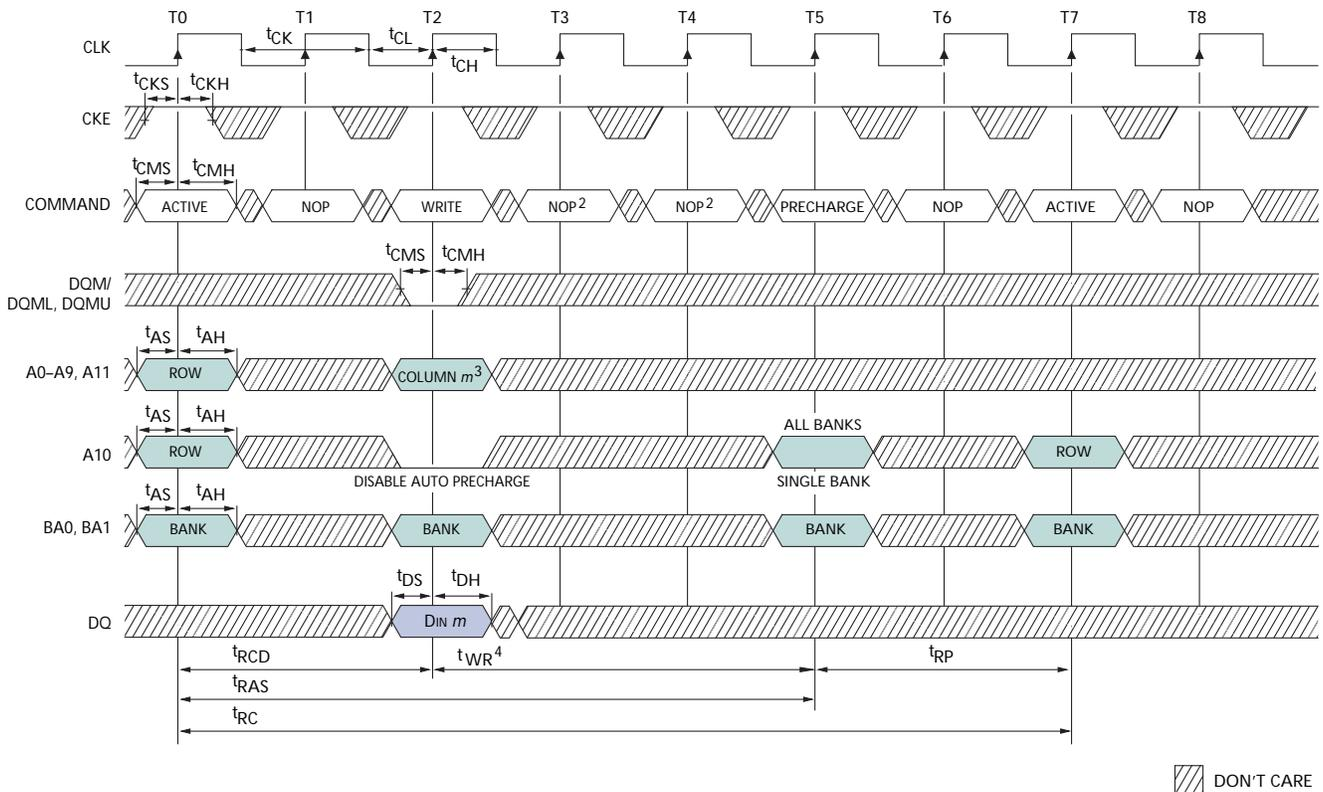 T0 T1 T2 T3 T4 T5 T6 T7 T8
CLK tCK tCL tCH
tCKS tCKH
CKE
tCMS tCMH
COMMAND ACTIVE NOP WRITE NOP2 NOP2 PRECHARGE NOP ACTIVE NOP
tCMS tCMH
DQM/
DQML, DQMU
tAS tAH
A0–A9, A11 ROW COLUMN m3
tAS tAH ALL BANKS
A10 ROW ROW
DISABLE AUTO PRECHARGE SINGLE BANK
tAS tAH
BA0, BA1 BANK BANK BANK BANK
tDS tDH
DQ DIN m
tRCD tWR4 tRP
tRAS
tRC
DON'T CARE